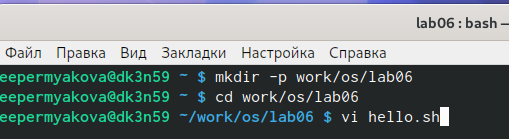 lab06 : bash —
Файл Правка Вид Закладки Настройка Справка
eepermyakova@dk3n59 ~ $ mkdir -p work/os/lab06
eepermyakova@dk3n59 ~ $ cd work/os/lab06
eepermyakova@dk3n59 ~/work/os/lab06 $ vi hello.sh